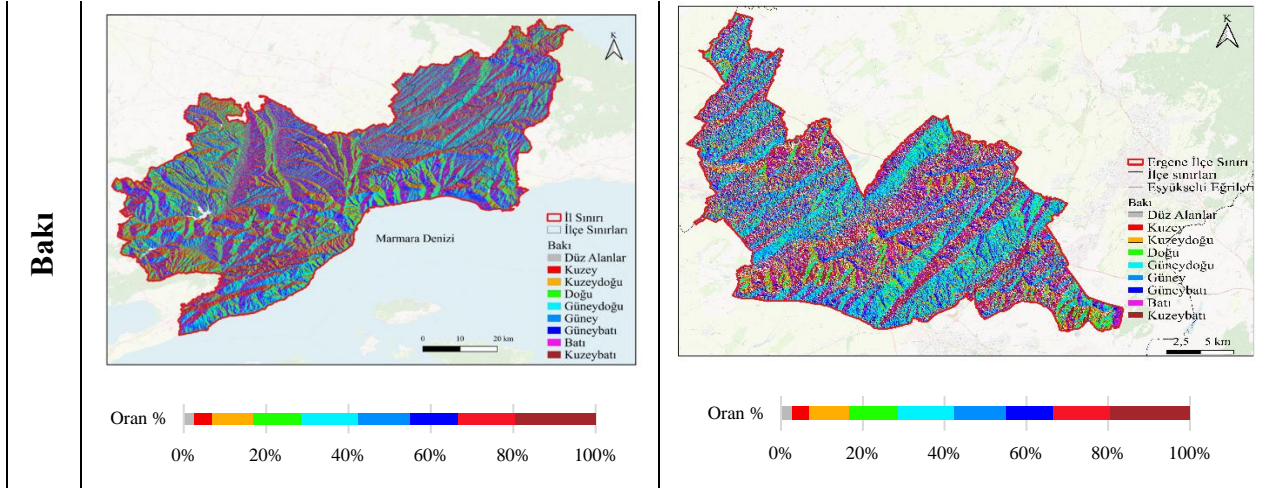 Bakı
K
Marmara Denizi
İl Sınırı
İlçe Sınırları
Bakı
Düz Alanlar
Kuzey
Kuzeydoğu
Doğu
Güneydoğu
Güney
Güneybatı
Batı
Kuzeybatı
0 10 20 km
Oran %
0% 20% 40% 60% 80% 100%
K
Ergene İlçe Sınırı
İlçe sınırları
Eşyükselti Eğrileri
Bakı
Düz Alanlar
Kuzey
Kuzeydoğu
Doğu
Güneydoğu
Güney
Güneybatı
Batı
Kuzeybatı
2,5 5 km
Oran %
0% 20% 40% 60% 80% 100%